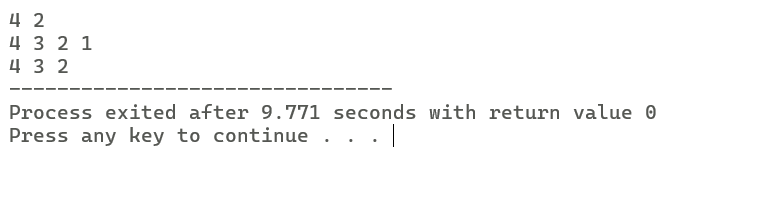 4 2
4 3 2 1
4 3 2
--------------------------------
Process exited after 9.771 seconds with return value 0
Press any key to continue . . .